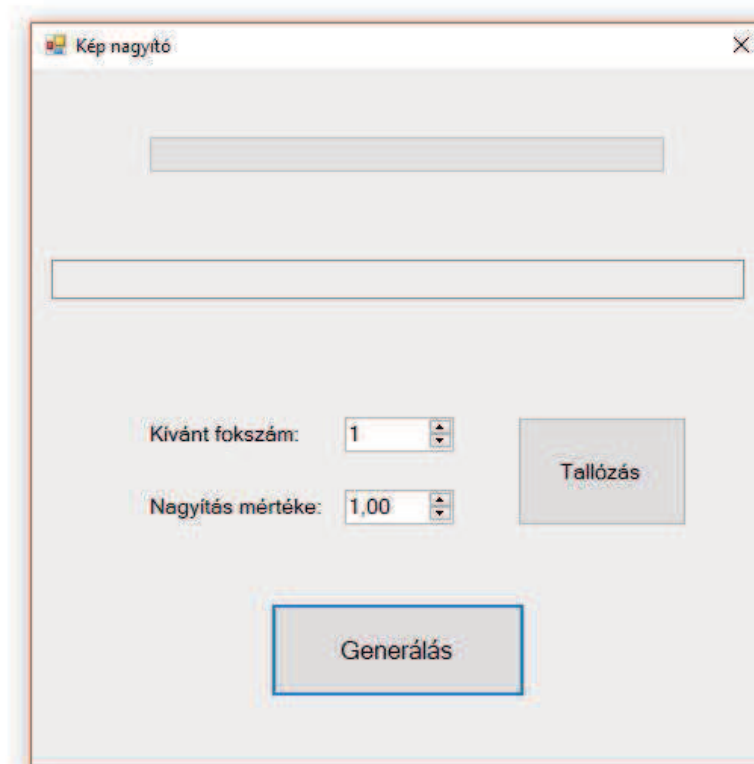 Kép nagyító
Kívánt fokszám: 1
Tallózás
Nagyítás mértéke: 1,00
Generálás